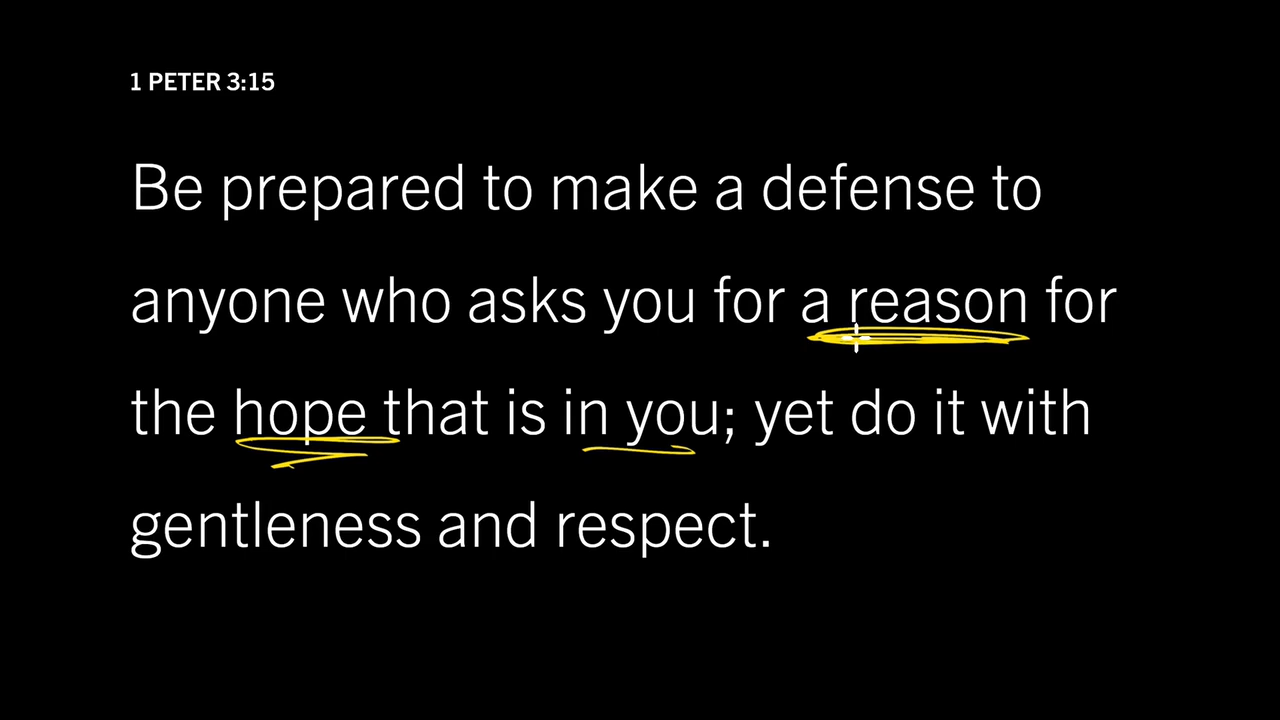 1 PETER 3:15
Be prepared to make a defense to
anyone who asks you for a reason for
the hope that is in you; yet do it with
gentleness and respect.